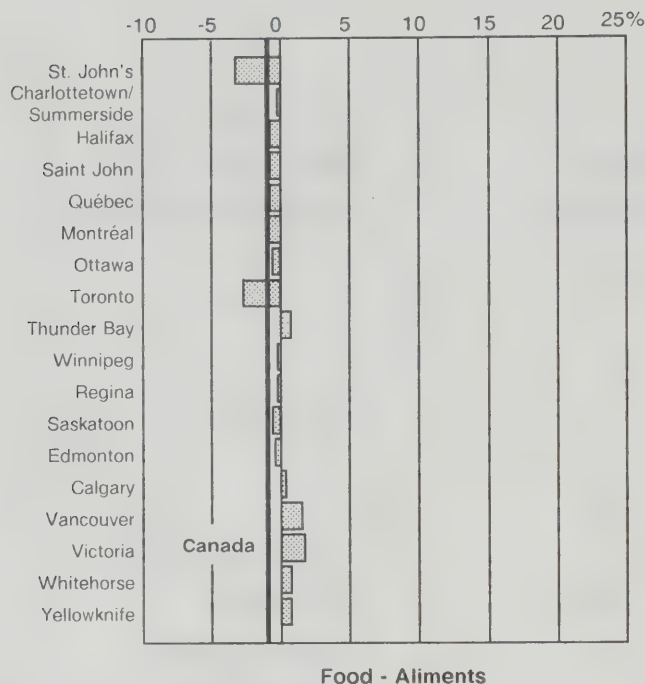 -10 -5 0 5 10 15 20 25%
St. John's
Charlottetown/
Summerside
Halifax
Saint John
Québec
Montréal
Ottawa
Toronto
Thunder Bay
Winnipeg
Regina
Saskatoon
Edmonton
Calgary
Vancouver
Victoria
Canada
Whitehorse
Yellowknife
Food - Aliments